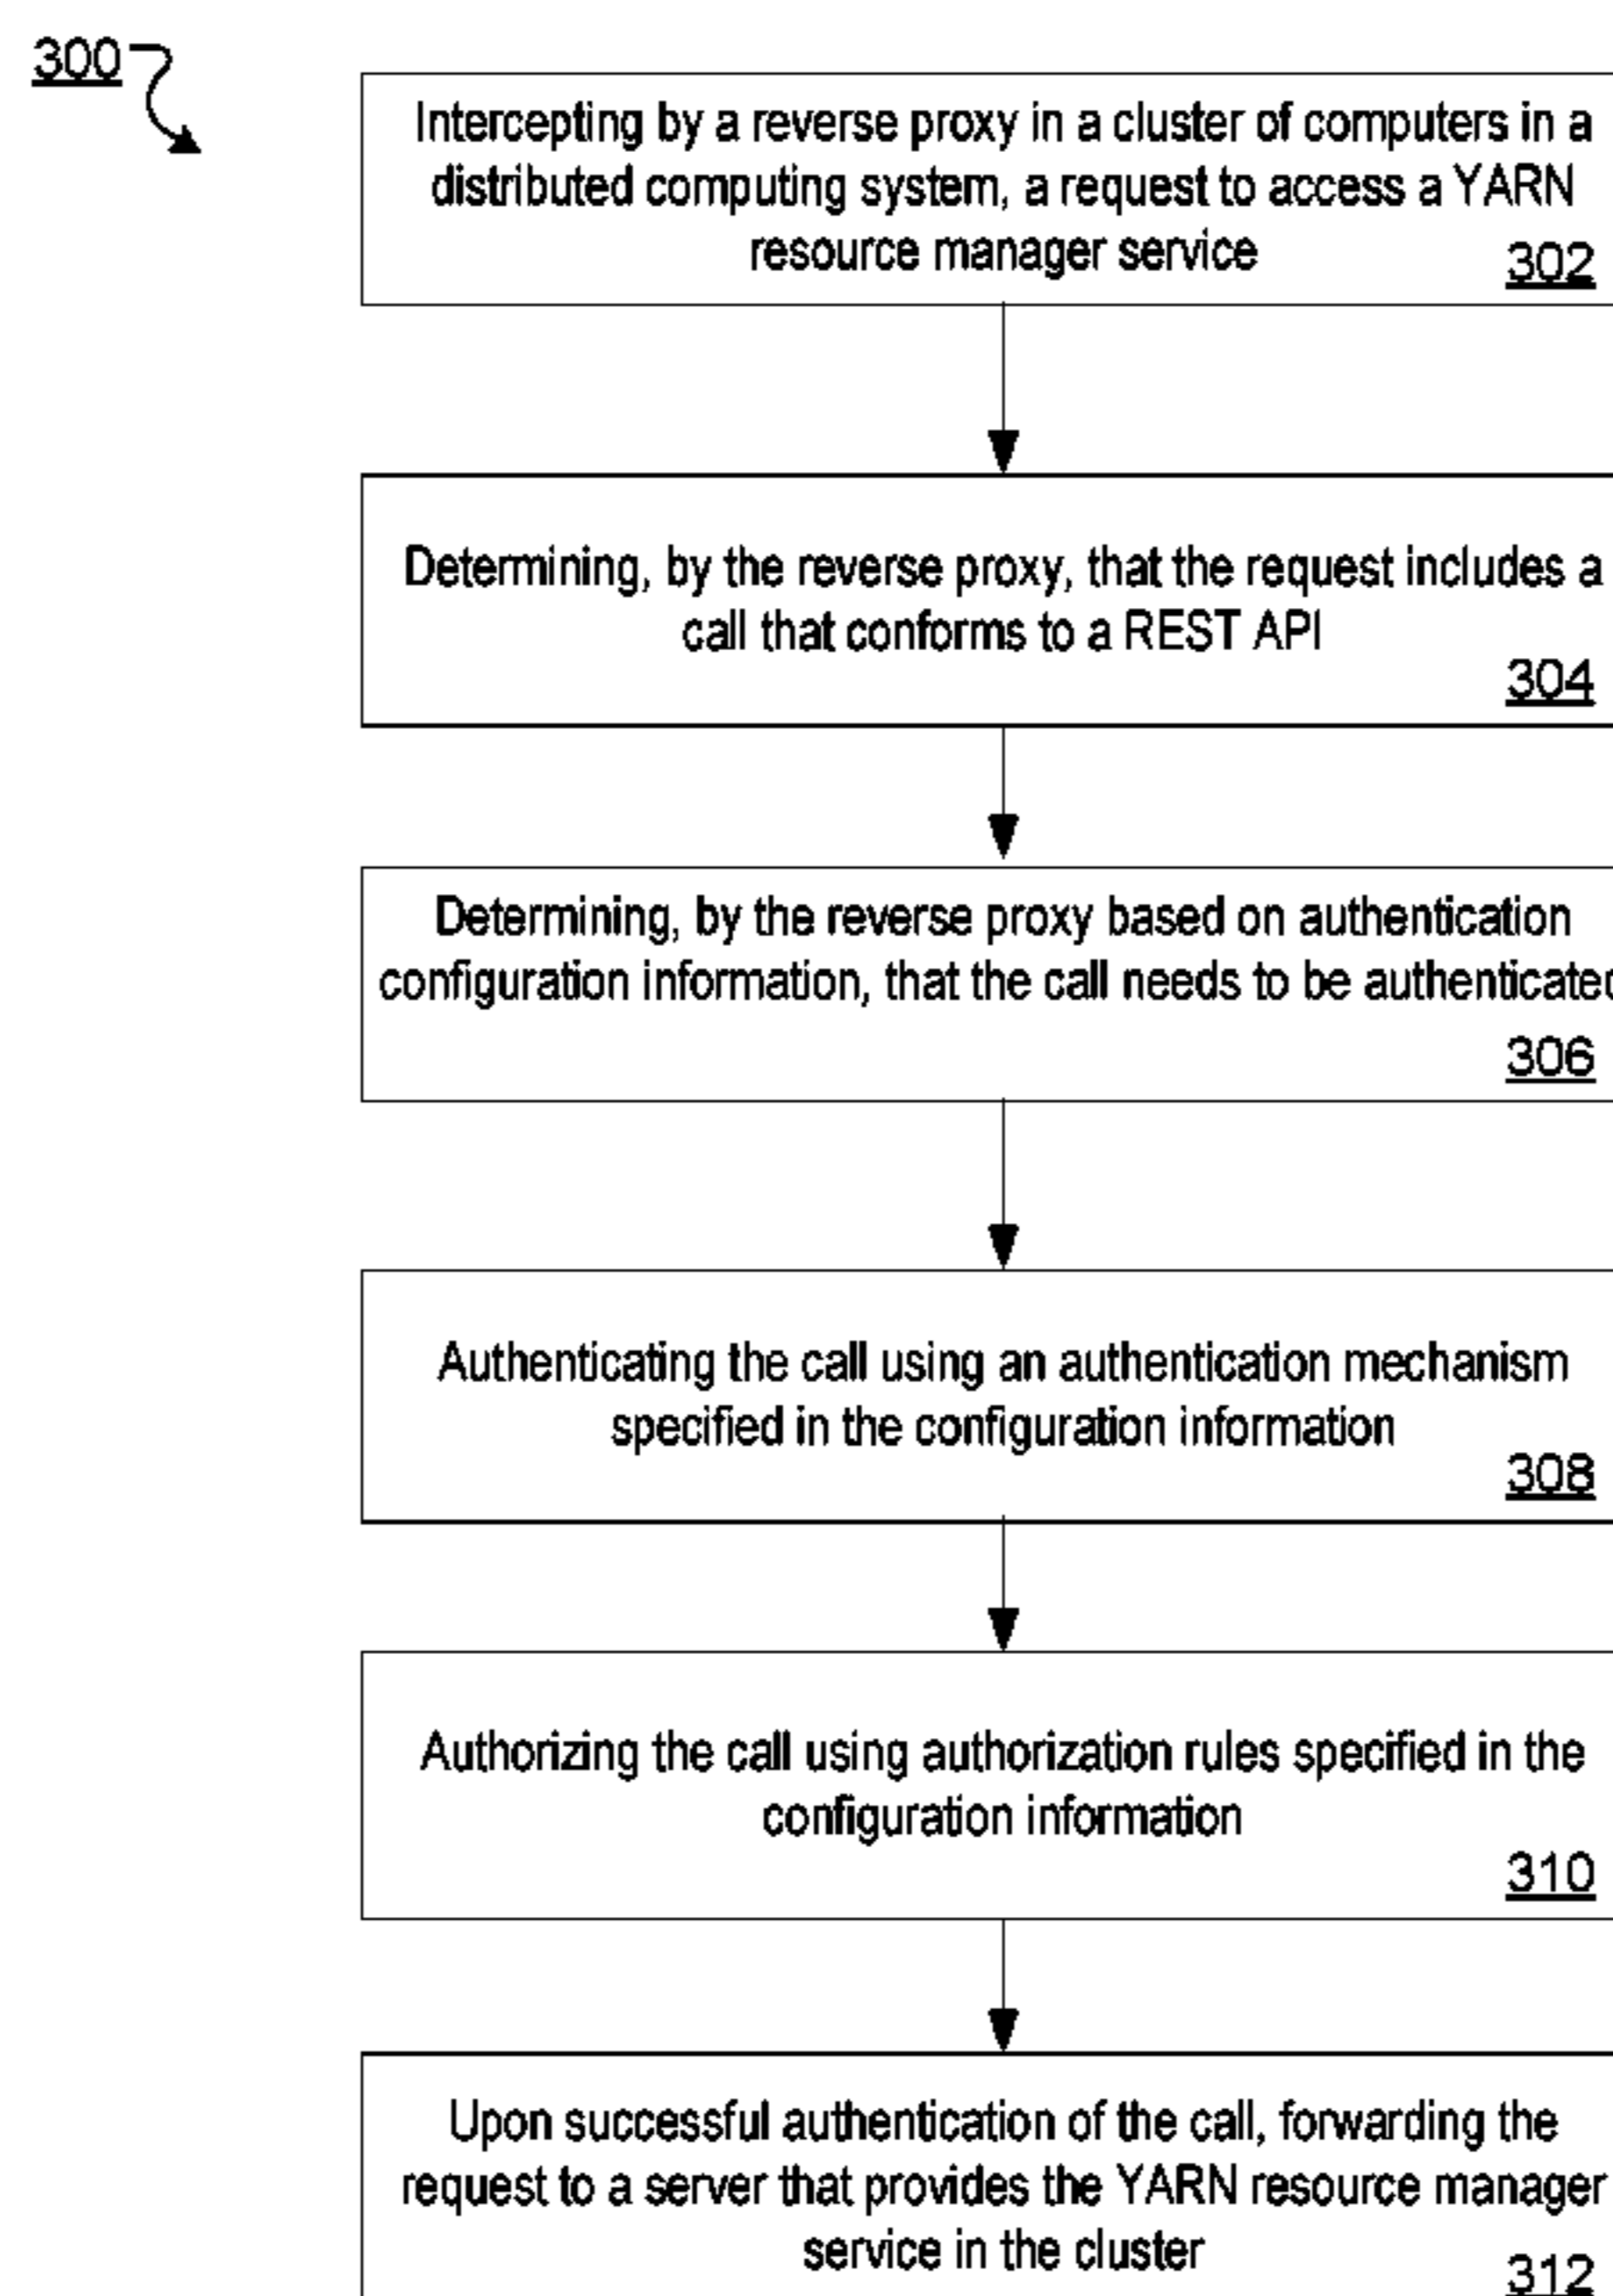 300
Intercepting by a reverse proxy in a cluster of computers in a
distributed computing system, a request to access a YARN
resource manager service
302
Determining, by the reverse proxy, that the request includes a
call that conforms to a REST API
304
Determining, by the reverse proxy based on authentication
configuration information, that the call needs to be authenticated
306
Authenticating the call using an authentication mechanism
specified in the configuration information
308
Authorizing the call using authorization rules specified in the
configuration information
310
Upon successful authentication of the call, forwarding the
request to a server that provides the YARN resource manager
service in the cluster
312